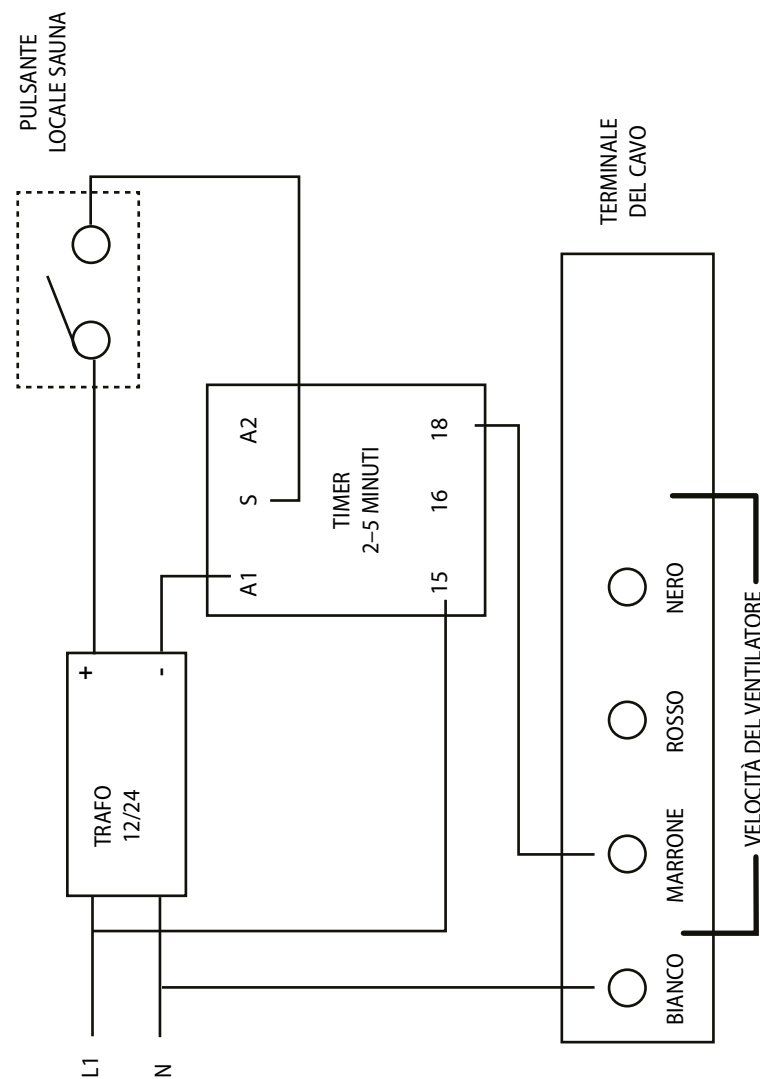 PULSANTE
LOCALE SAUNA
L1
N
TRAFO
12/24
+
-
A1
S
A2
TIMER
2–5 MINUTI
15
16
18
TERMINALE
DEL CAVO
BIANCO
MARRONE
ROSSO
NERO
VELOCITÀ DEL VENTILATORE